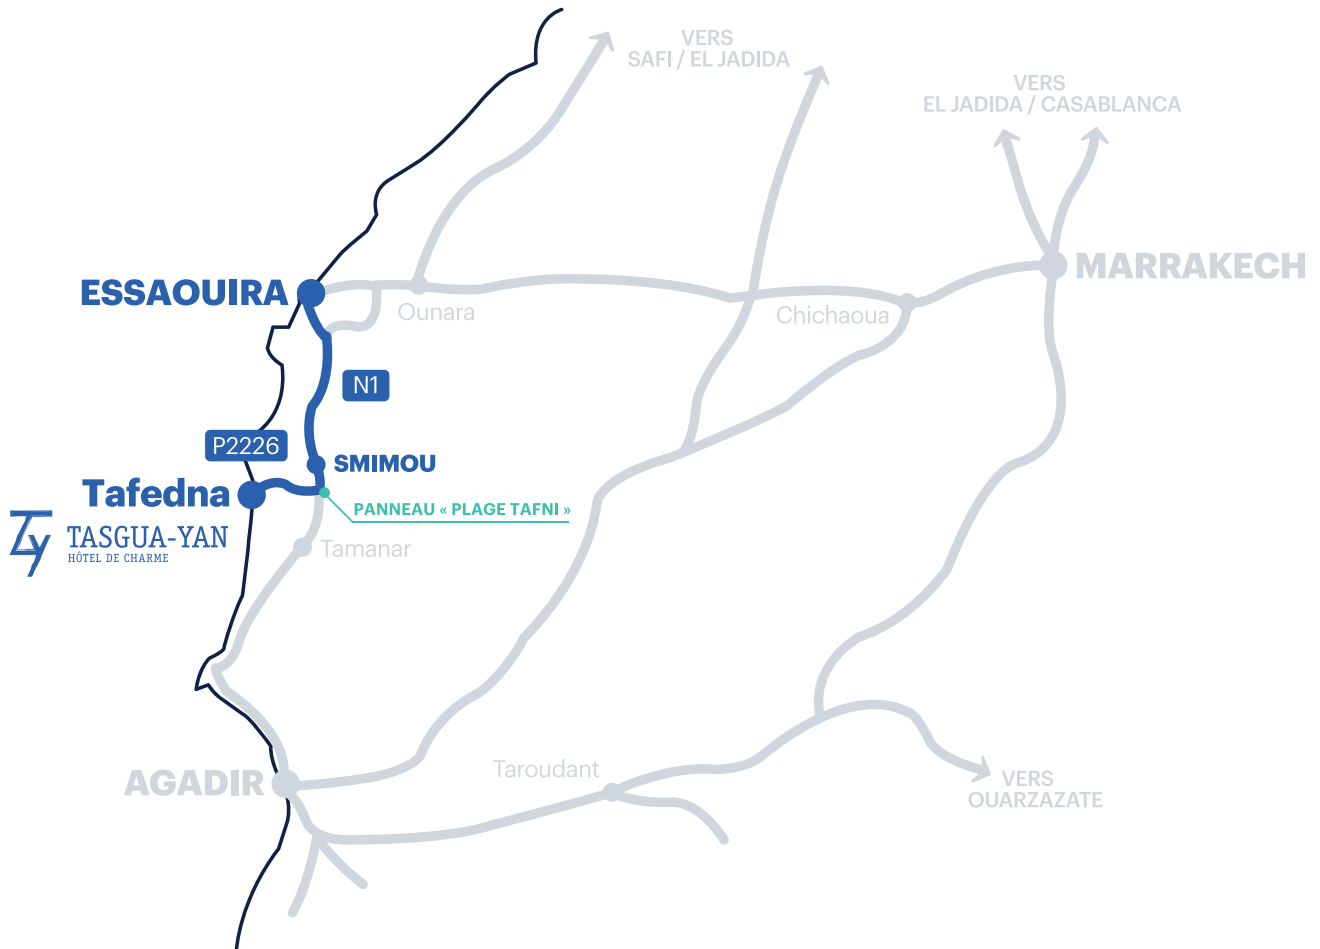 VERS
SAFI / EL JADIDA
VERS
EL JADIDA / CASABLANCA
MARRAKECH
ESSAOUIRA
Ounara
Chichaoua
N1
P2226
SMIMOU
Tafedna
PANNEAU « PLAGE TAFNI »
Ty TASGUA-YAN
HÔTEL DE CHARME
Tamanar
AGADIR
Taroudant
VERS
OUARZAZATE